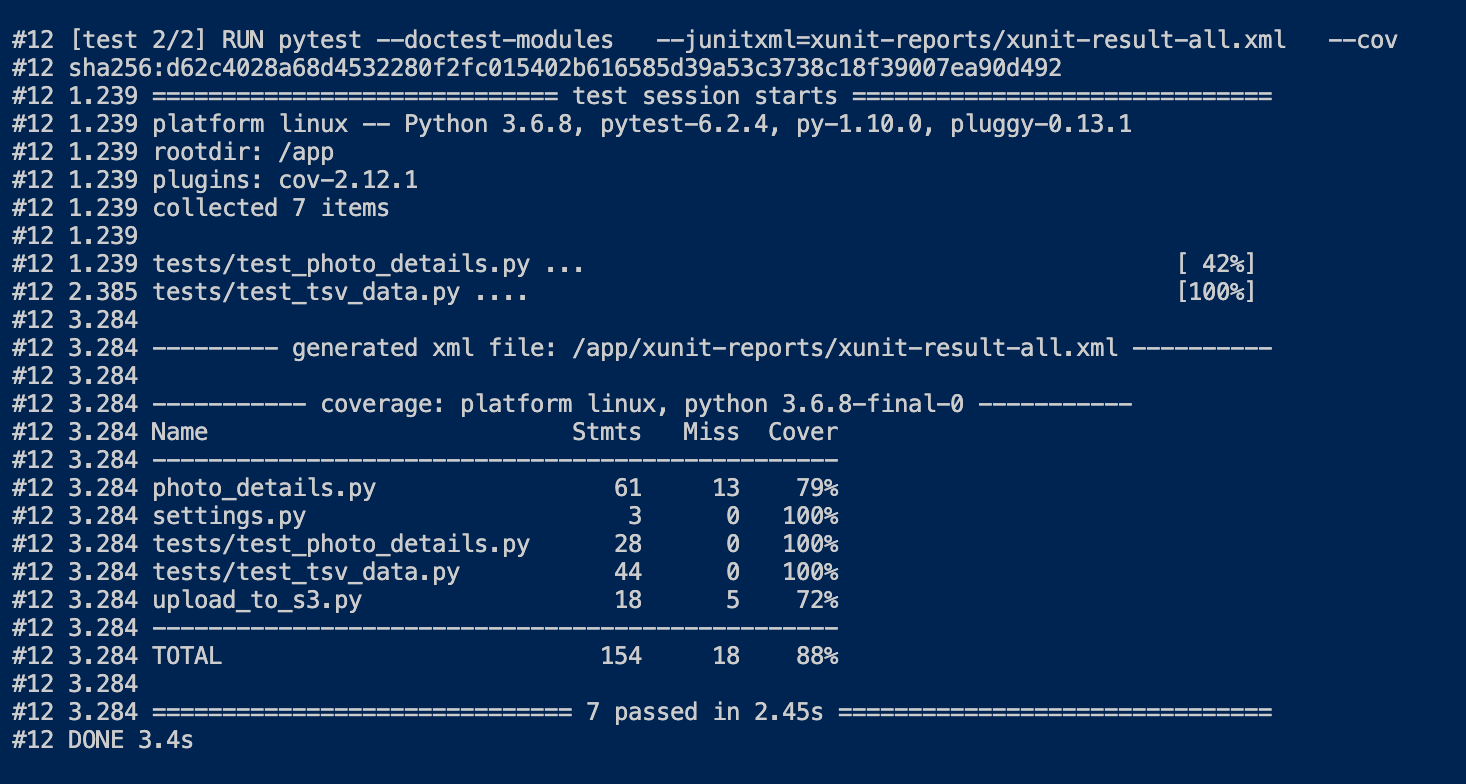 #12 [test 2/2] RUN pytest --doctest-modules   --junitxml=xunit-reports/xunit-result-all.xml   --cov
#12 sha256:d62c4028a68d4532280f2fc015402b616585d39a53c3738c18f39007ea90d492
#12 1.239 ============================= test session starts ==============================
#12 1.239 platform linux -- Python 3.6.8, pytest-6.2.4, py-1.10.0, pluggy-0.13.1
#12 1.239 rootdir: /app
#12 1.239 plugins: cov-2.12.1
#12 1.239 collected 7 items
#12 1.239
#12 1.239 tests/test_photo_details.py ...                                          [ 42%]
#12 2.385 tests/test_tsv_data.py ....                                              [100%]
#12 3.284
#12 3.284 --------- generated xml file: /app/xunit-reports/xunit-result-all.xml ----------
#12 3.284
#12 3.284 ----------- coverage: platform linux, python 3.6.8-final-0 -----------
#12 3.284 Name                          Stmts   Miss  Cover
#12 3.284 -------------------------------------------------
#12 3.284 photo_details.py                 61     13    79%
#12 3.284 settings.py                       3      0   100%
#12 3.284 tests/test_photo_details.py      28      0   100%
#12 3.284 tests/test_tsv_data.py           44      0   100%
#12 3.284 upload_to_s3.py                  18      5    72%
#12 3.284 -------------------------------------------------
#12 3.284 TOTAL                           154     18    88%
#12 3.284
#12 3.284 ============================== 7 passed in 2.45s ===============================
#12 DONE 3.4s